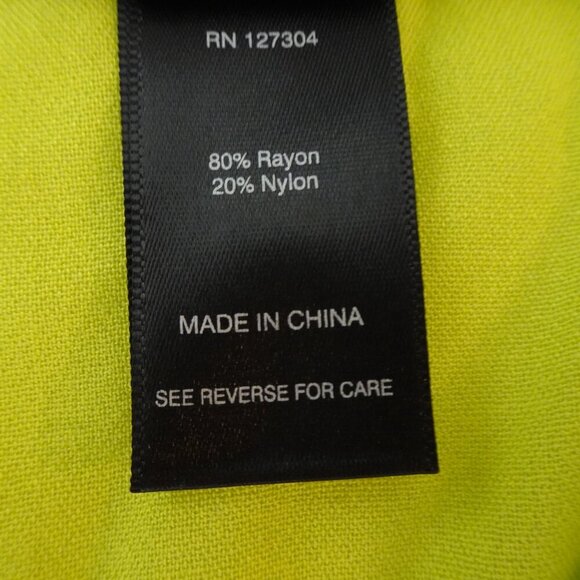 RN 127304
80% Rayon
20% Nylon
MADE IN CHINA
SEE REVERSE FOR CARE